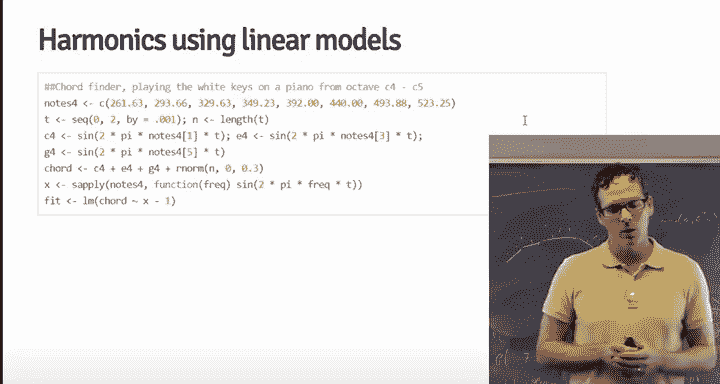 Harmonics using linear models
##Chord finder, playing the white keys on a piano from octave c4 - c5
notes4 <- c(261.63, 293.66, 329.63, 349.23, 392.00, 440.00, 493.88, 523.25)
t <- seq(0, 2, by = .001); n <- length(t)
c4 <- sin(2 * pi * notes4[1] * t); e4 <- sin(2 * pi * notes4[3] * t);
g4 <- sin(2 * pi * notes4[5] * t)
chord <- c4 + e4 + g4 + rnorm(n, 0, 0.3)
x <- sapply(notes4, function(freq) sin(2 * pi * freq * t))
fit <- lm(chord ~ x - 1)